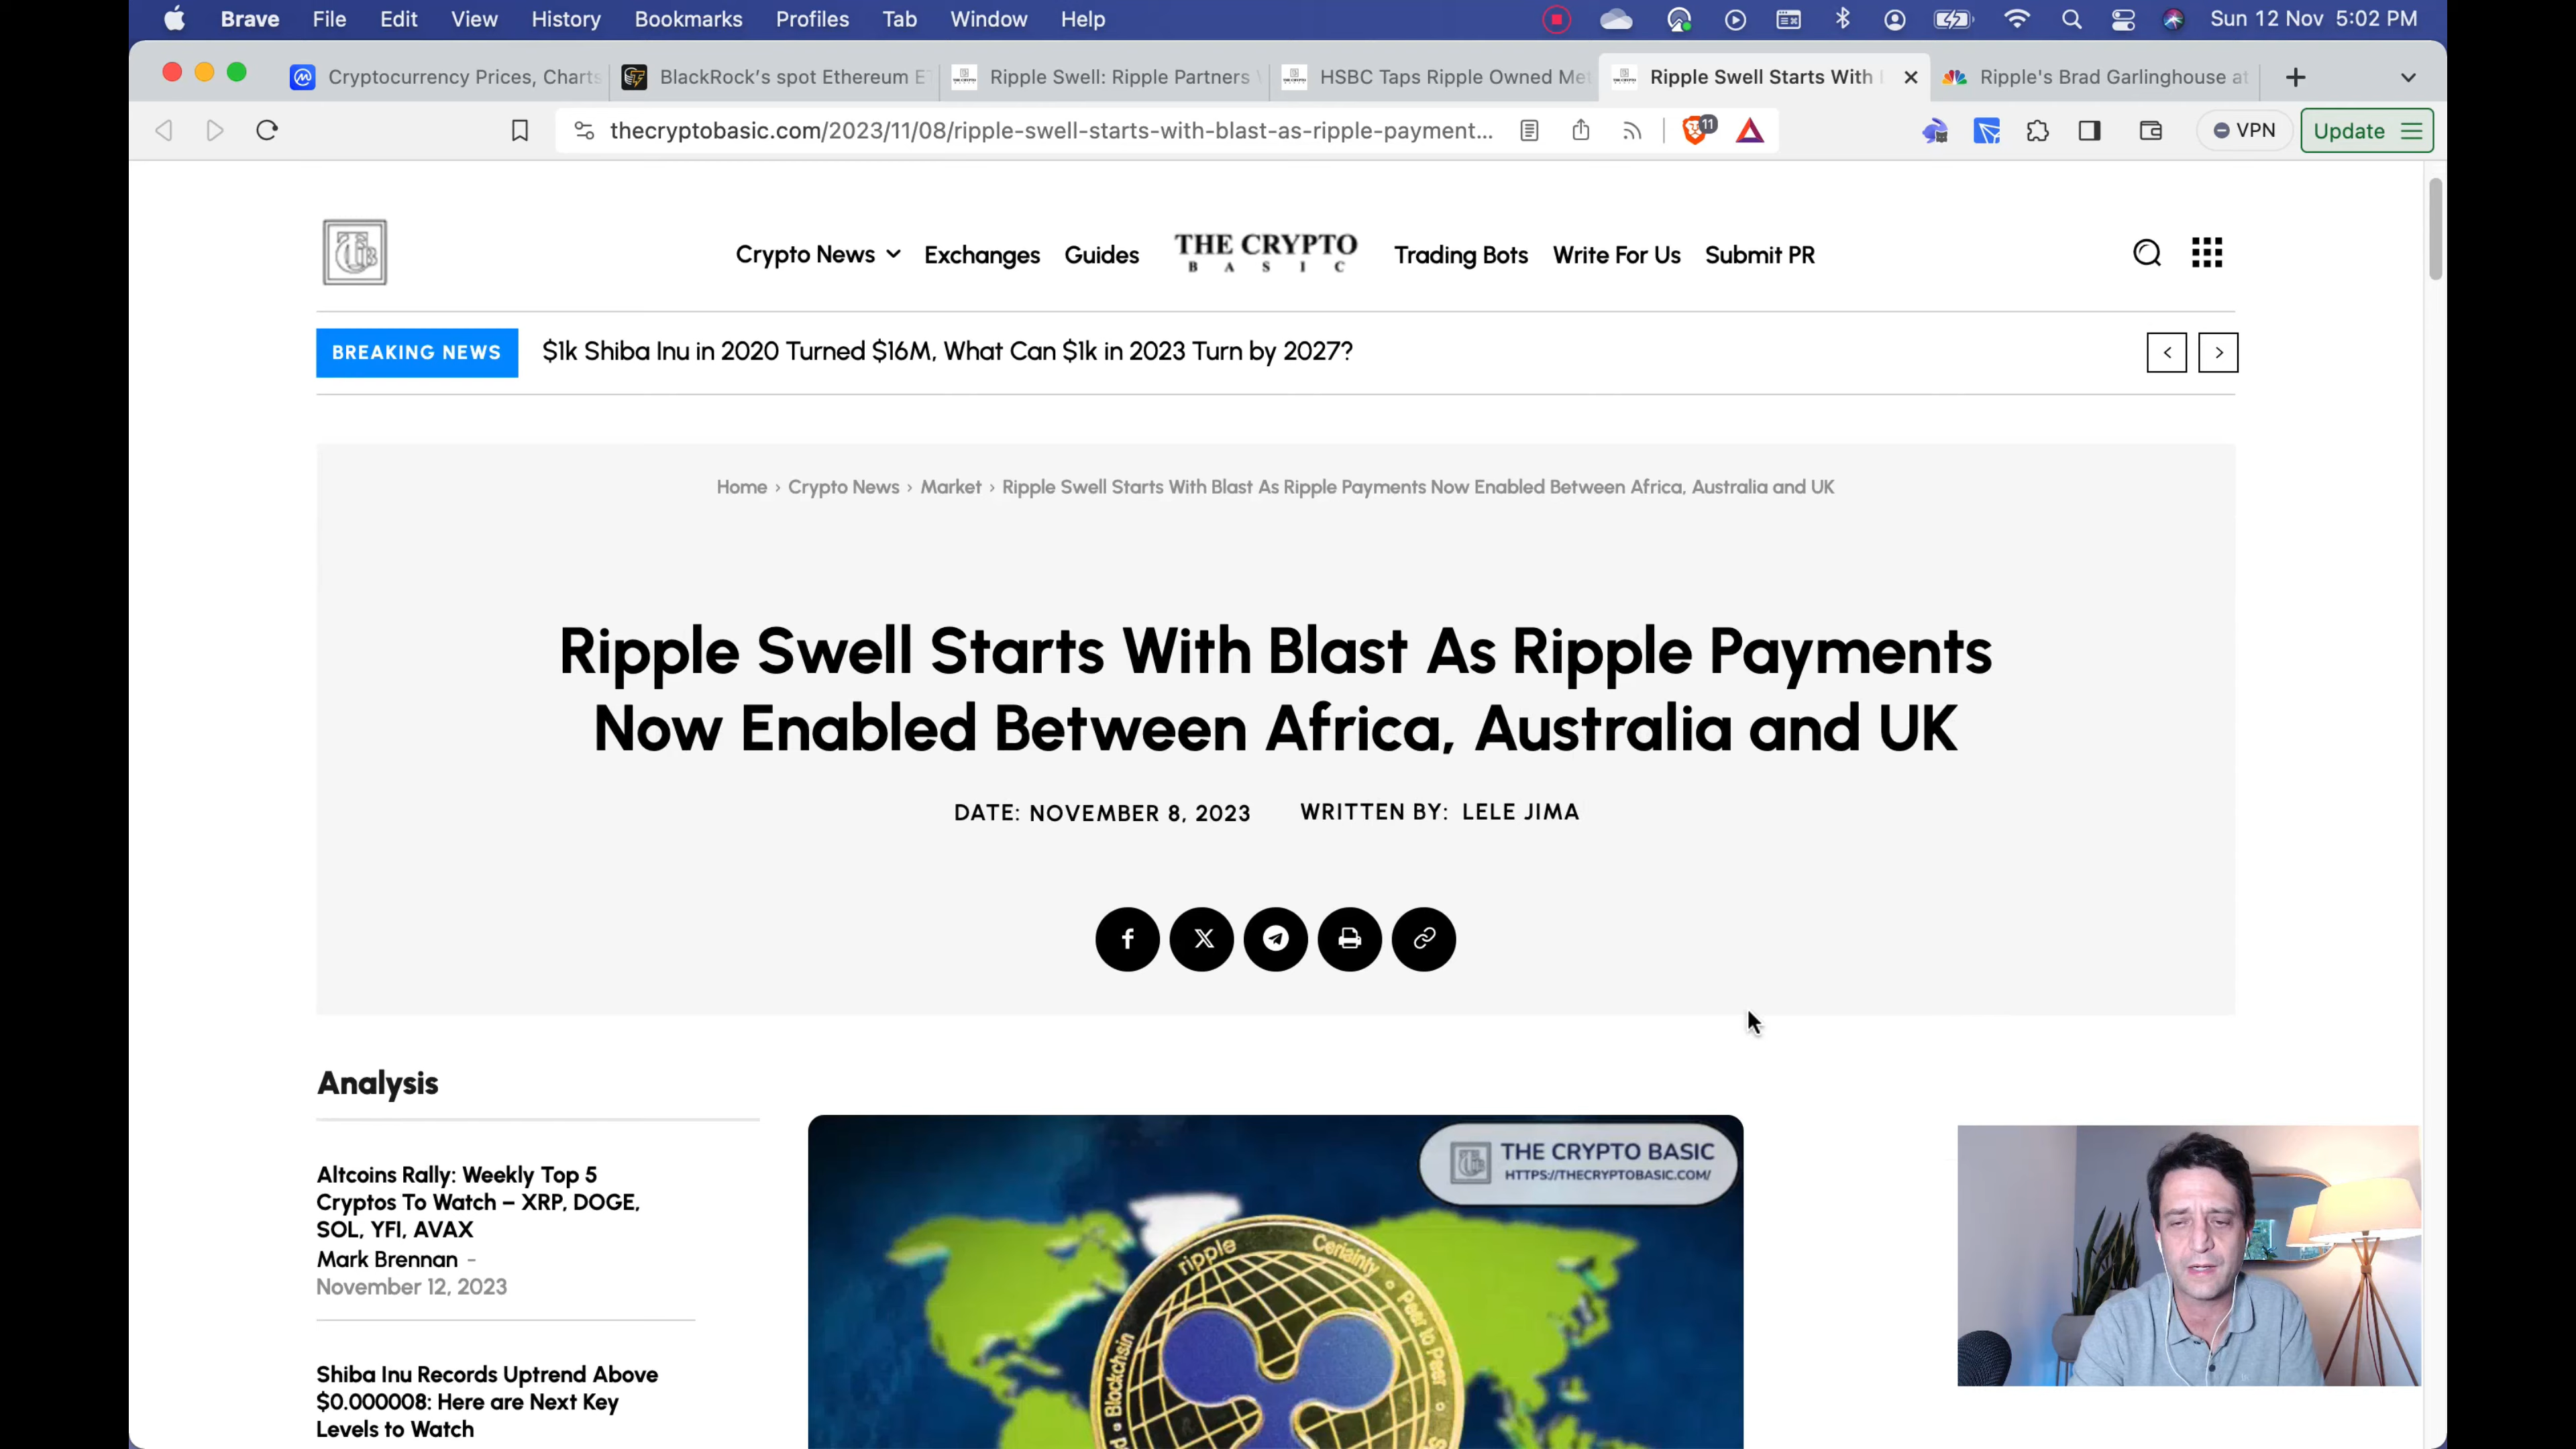 Brave File Edit View History Bookmarks Profiles Tab Window Help Sun 12 Nov 5:02 PM
Cryptocurrency Prices, Charts BlackRock's spot Ethereum E Ripple Swell: Ripple Partners HSBC Taps Ripple Owned Met Ripple Swell Starts With Ripple's Brad Garlinghouse at
thecryptobasic.com/2023/11/08/ripple-swell-starts-with-blast-as-ripple-payment... 11 VPN Update
Crypto News Exchanges Guides THE CRYPTO Trading Bots Write For Us Submit PR
BASIC
BREAKING NEWS $1k Shiba Inu in 2020 Turned $16M, What Can $1k in 2023 Turn by 2027?
Home › Crypto News › Market › Ripple Swell Starts With Blast As Ripple Payments Now Enabled Between Africa, Australia and UK
Ripple Swell Starts With Blast As Ripple Payments
Now Enabled Between Africa, Australia and UK
DATE: NOVEMBER 8, 2023 WRITTEN BY: LELE JIMA
Analysis
Altcoins Rally: Weekly Top 5
Cryptos To Watch – XRP, DOGE,
SOL, YFI, AVAX
Mark Brennan -
November 12, 2023
Shiba Inu Records Uptrend Above
$0.000008: Here are Next Key
Levels to Watch
THE CRYPTO BASIC
HTTPS://THECRYPTOBASIC.COM/
ripple
Peer to Peer
Blockchain